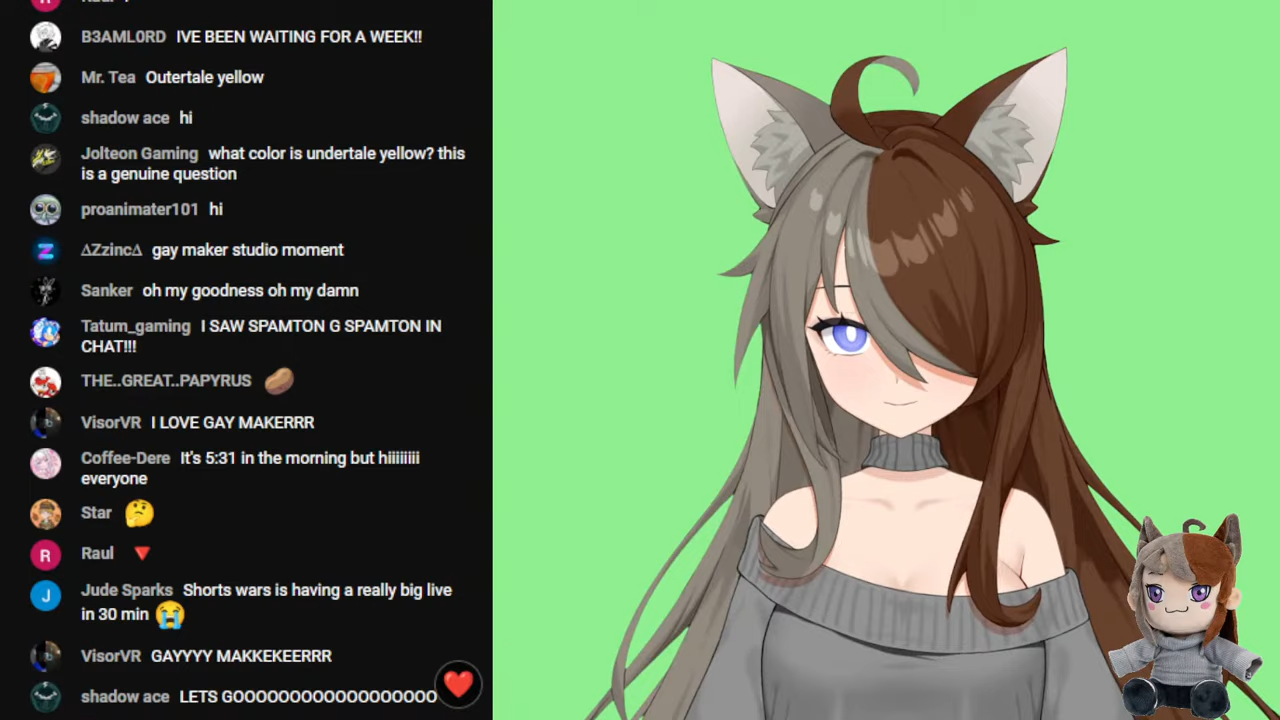 B3AML0RD IVE BEEN WAITING FOR A WEEK!!
Mr. Tea Outertale yellow
shadow ace hi
Jolteon Gaming what color is undertale yellow? this
is a genuine question
proanimater101 hi
ΔZzincΔ gay maker studio moment
Sanker oh my goodness oh my damn
Tatum_gaming I SAW SPAMTON G SPAMTON IN
CHAT!!!
THE..GREAT..PAPYRUS
VisorVR I LOVE GAY MAKERRR
Coffee-Dere It's 5:31 in the morning but hiiiiiiii
everyone
Star
R Raul
J Jude Sparks Shorts wars is having a really big live
in 30 min
VisorVR GAYYYY MAKKEKEERRR
shadow ace LETS GOOOOOOOOOOOOOOOOOO